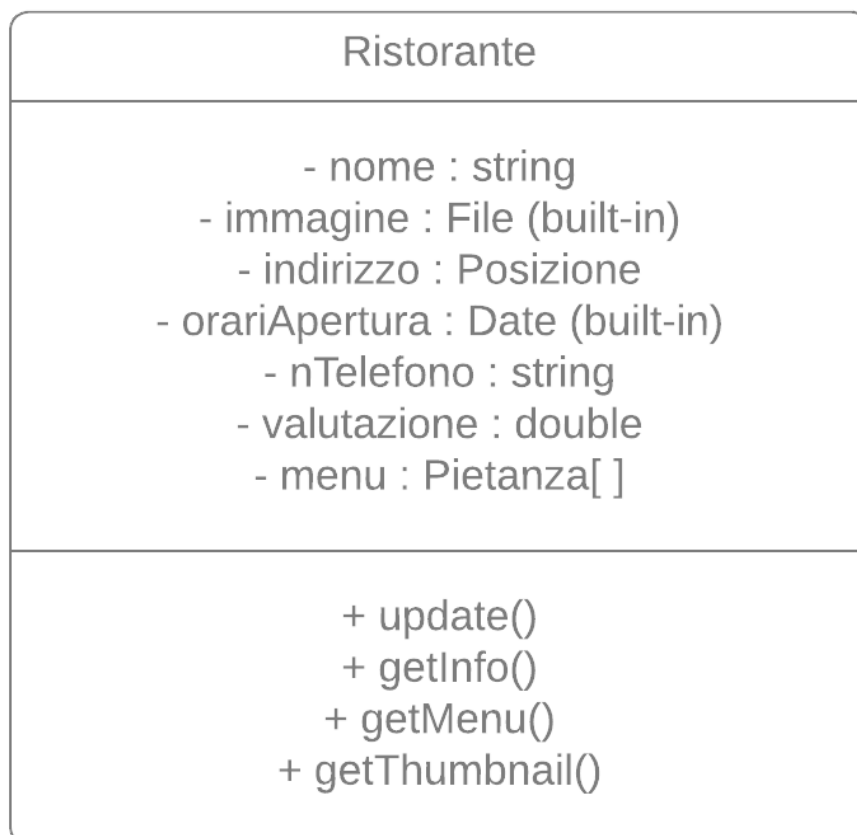 Ristorante
- nome : string
- immagine : File (built-in)
- indirizzo : Posizione
- orariApertura : Date (built-in)
- nTelefono : string
- valutazione : double
- menu : Pietanza[ ]
+ update()
+ getInfo()
+ getMenu()
+ getThumbnail()